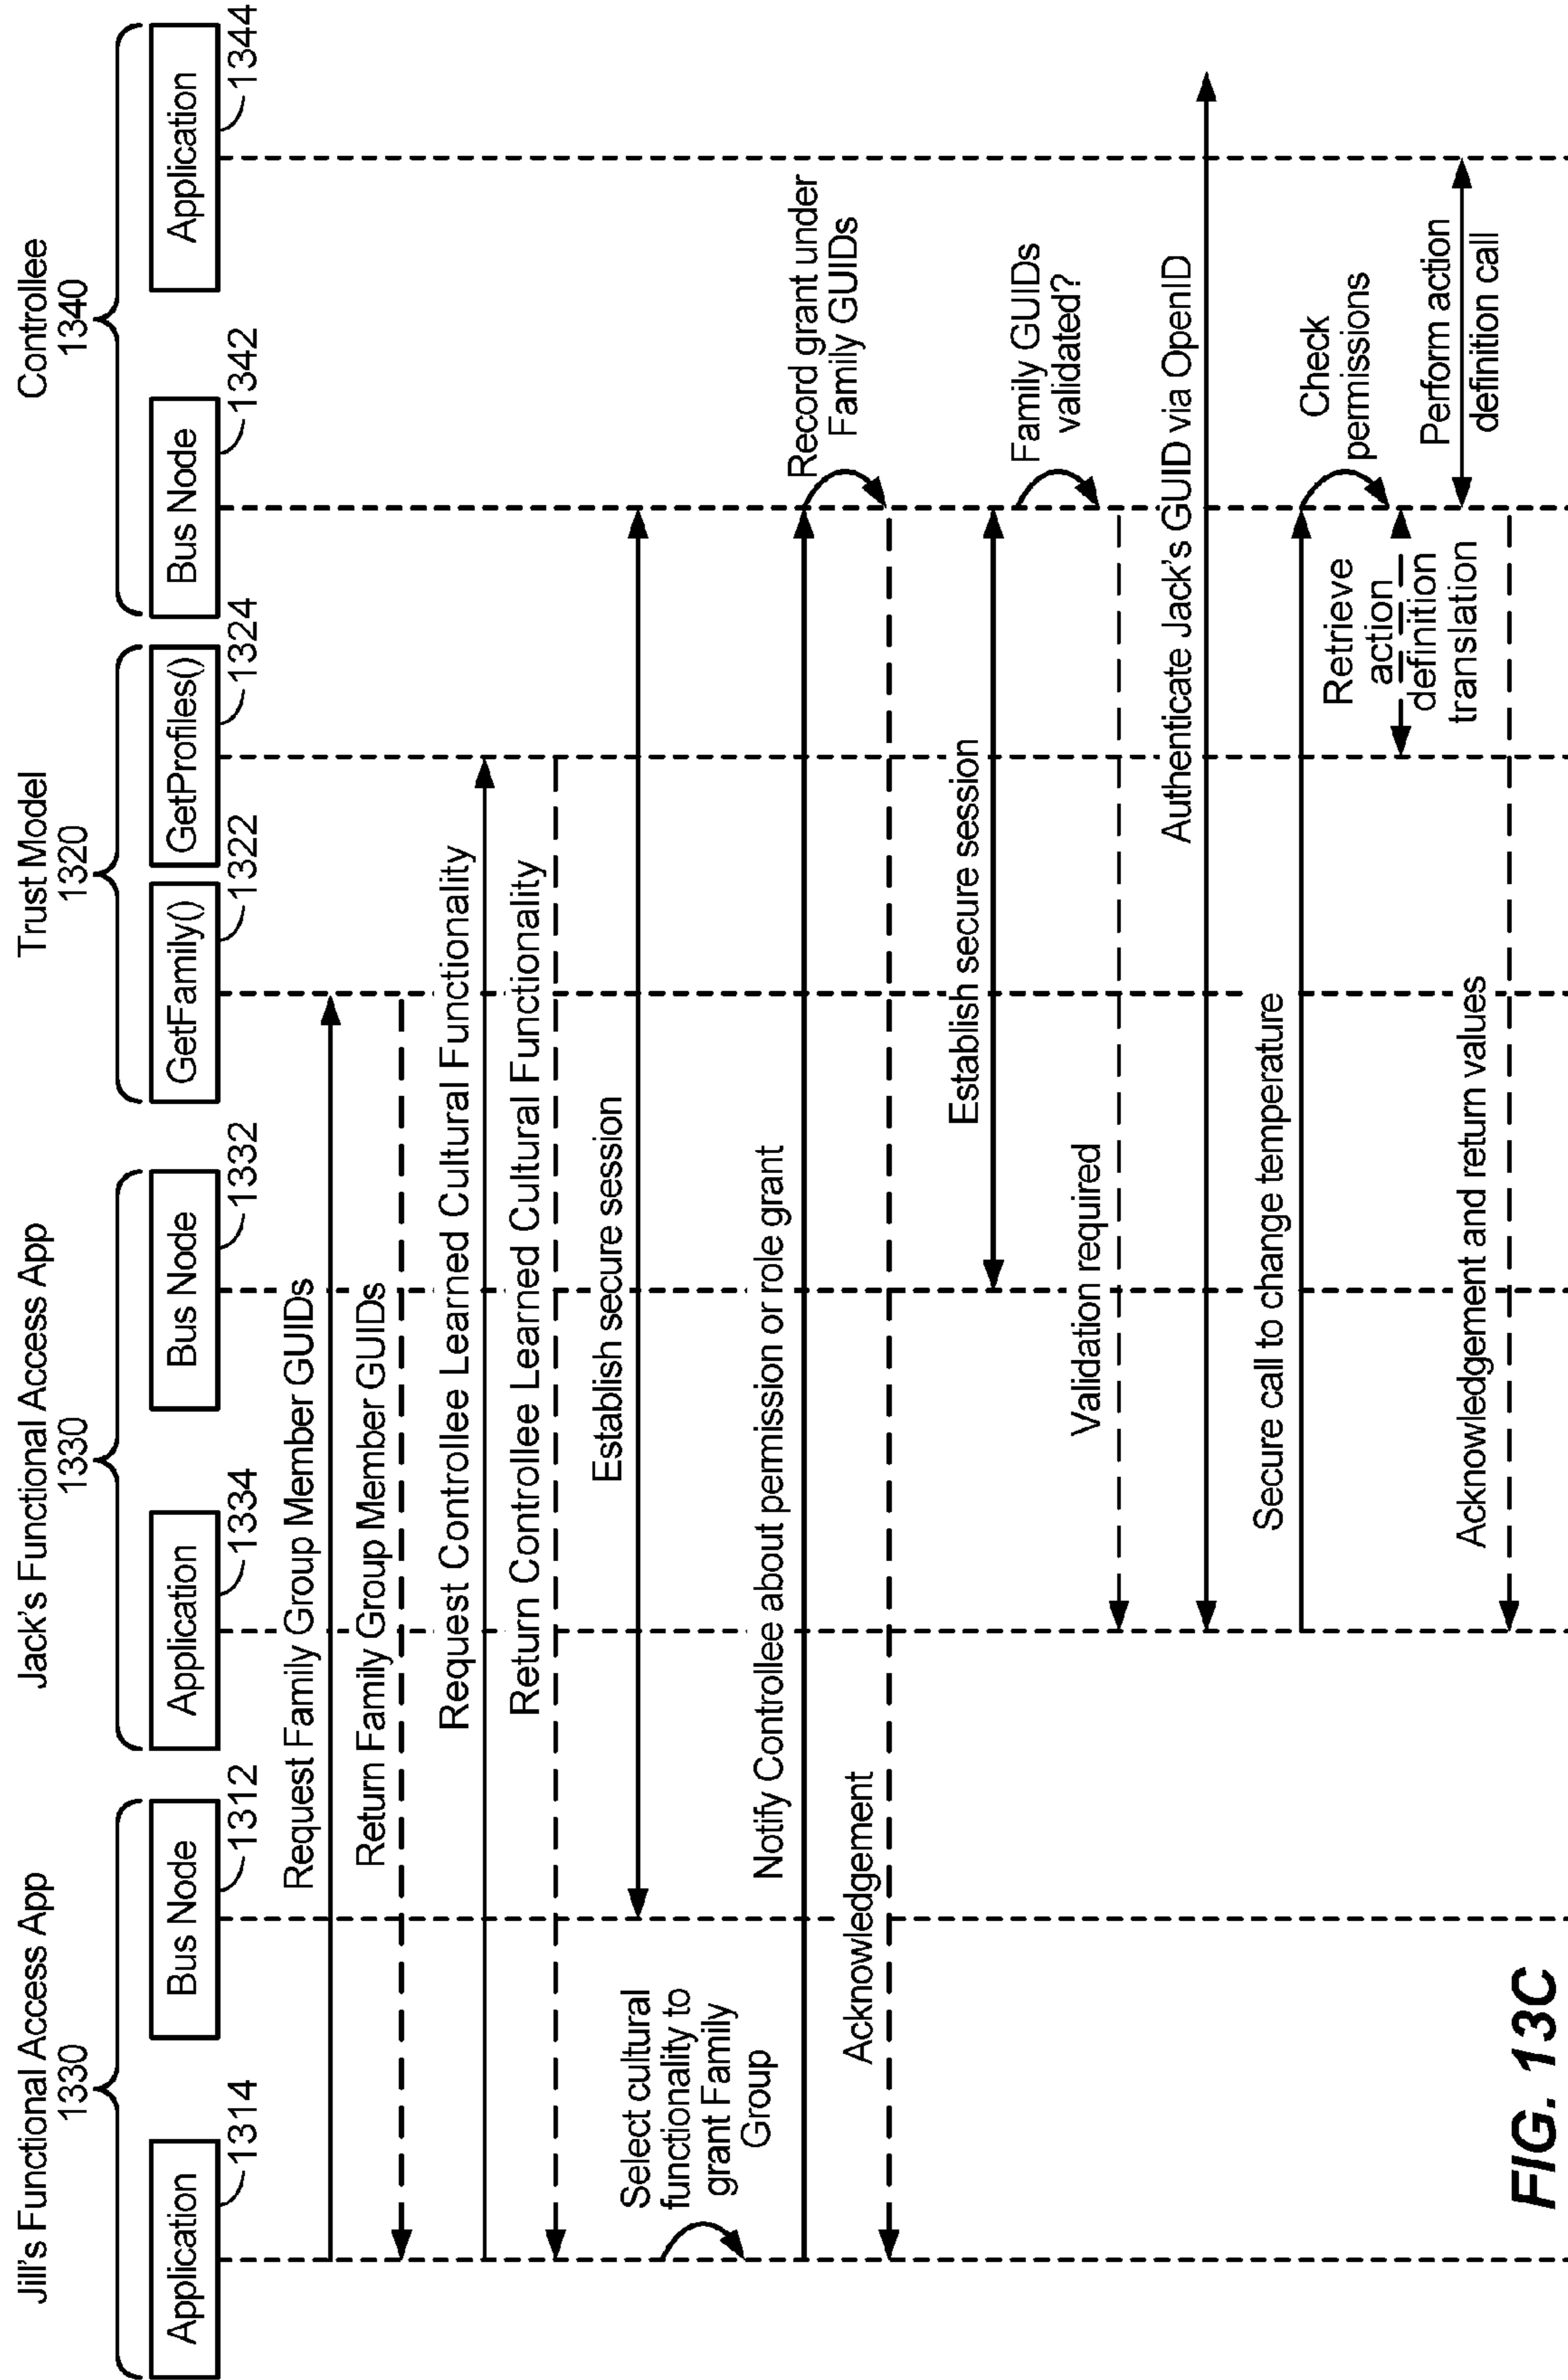 Jill's Functional Access App
1330
Jack's Functional Access App
1330
Trust Model
1320
Controllee
1340
Application
1314
Bus Node
1312
Application
1334
Bus Node
1332
GetFamily()
1322
GetProfiles()
1324
Bus Node
1342
Application
1344
Request Family Group Member GUIDs
Return Family Group Member GUIDs
Request Controllee Learned Cultural Functionality
Return Controllee Learned Cultural Functionality
Establish secure session
Select cultural
functionality to
grant Family
Group
Notify Controllee about permission or role grant
Record grant under
Family GUIDs
Acknowledgement
Establish secure session
Family GUIDs
validated?
Validation required
Authenticate Jack's GUID via OpenID
Secure call to change temperature
Check
permissions
Retrieve
action
definition
translation
Perform action
definition call
Acknowledgement and return values
FIG. 13C